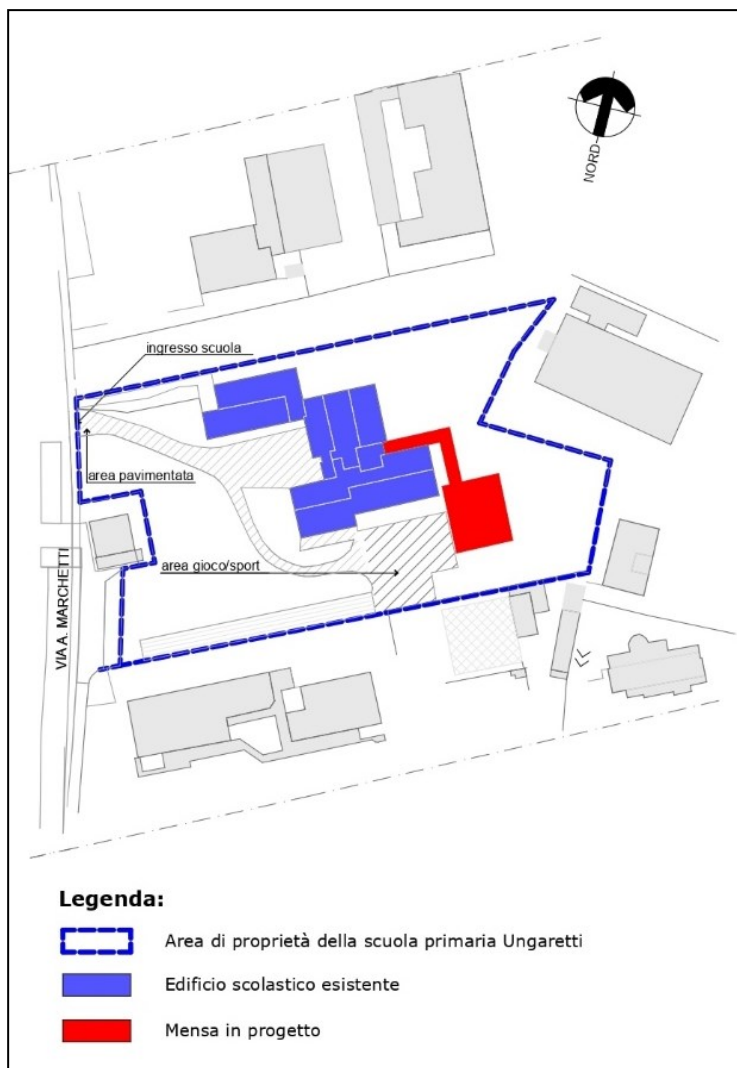 NORD
ingresso scuola
area pavimentata
area gioco/sport
VIA A. MARCHETTI
Legenda:
Area di proprietà della scuola primaria Ungaretti
Edificio scolastico esistente
Mensa in progetto